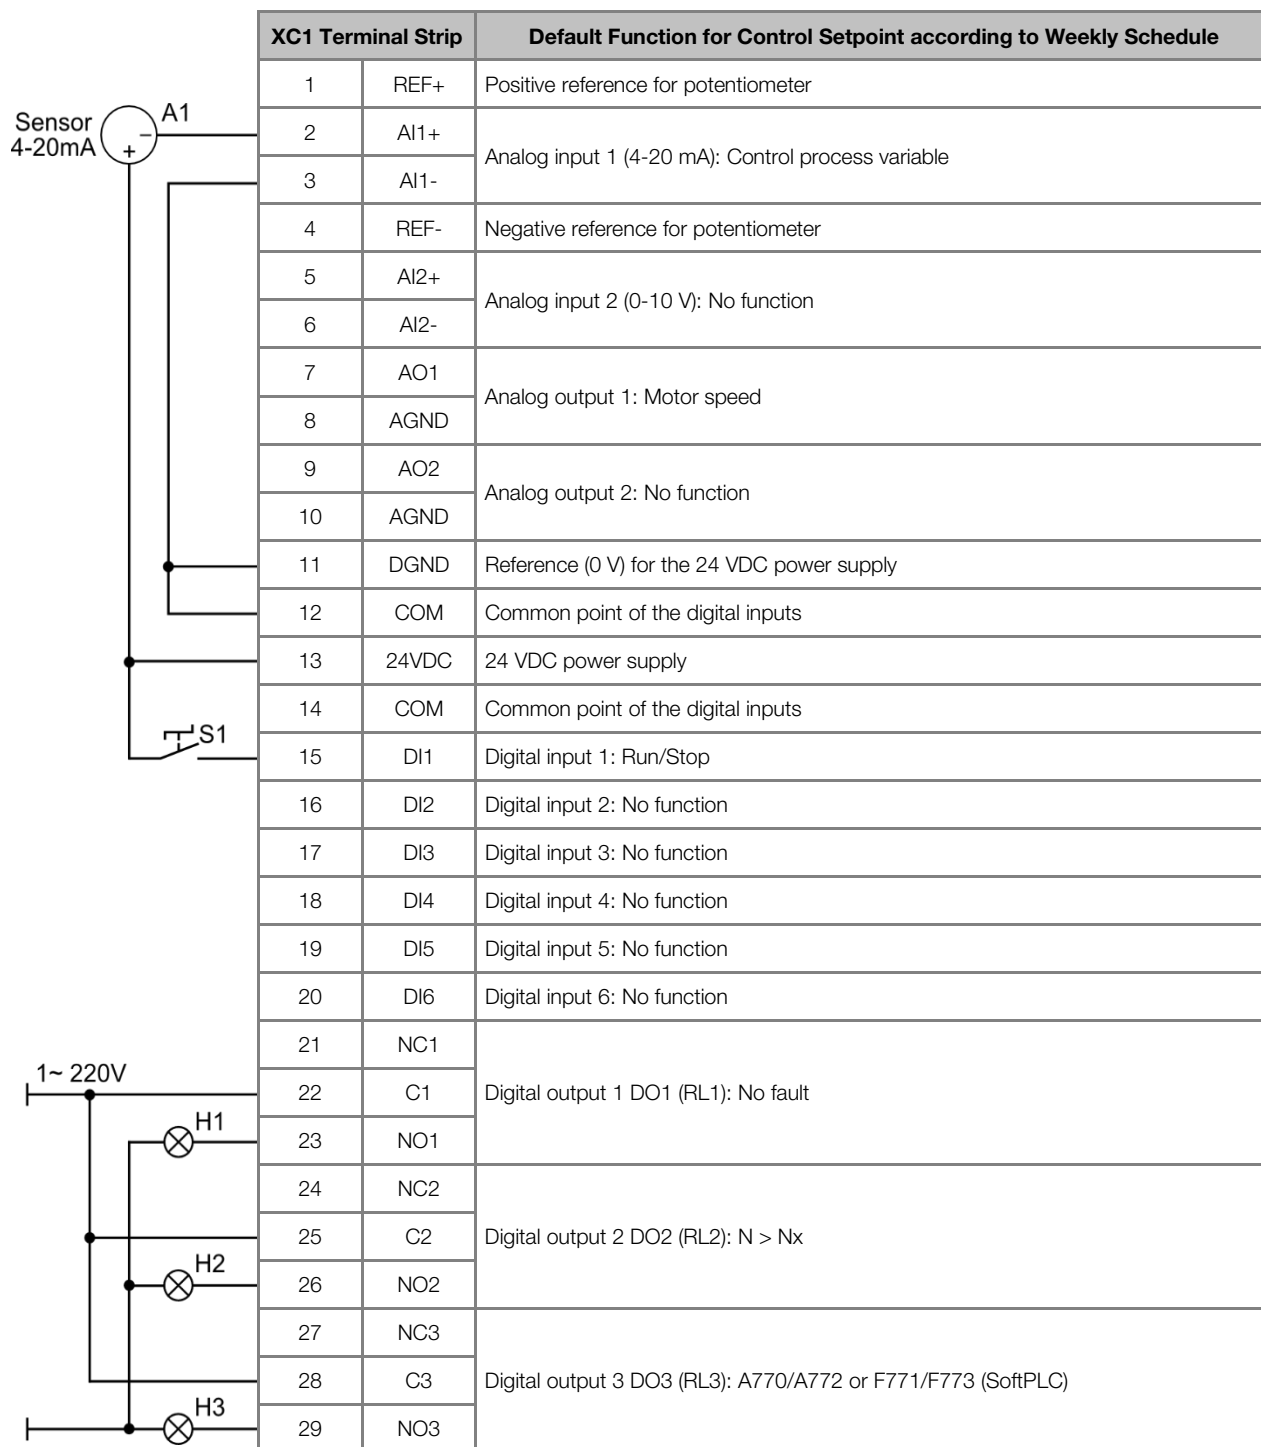 XC1 Terminal Strip Default Function for Control Setpoint according to Weekly Schedule
1 REF+ Positive reference for potentiometer
Sensor
4-20mA
A1
+
−
2 AI1+
Analog input 1 (4-20 mA): Control process variable
3 AI1-
4 REF- Negative reference for potentiometer
5 AI2+
Analog input 2 (0-10 V): No function
6 AI2-
7 AO1
Analog output 1: Motor speed
8 AGND
9 AO2
Analog output 2: No function
10 AGND
11 DGND Reference (0 V) for the 24 VDC power supply
12 COM Common point of the digital inputs
13 24VDC 24 VDC power supply
14 COM Common point of the digital inputs
S1
15 DI1 Digital input 1: Run/Stop
16 DI2 Digital input 2: No function
17 DI3 Digital input 3: No function
18 DI4 Digital input 4: No function
19 DI5 Digital input 5: No function
20 DI6 Digital input 6: No function
21 NC1
1~ 220V
22 C1 Digital output 1 DO1 (RL1): No fault
H1
23 NO1
24 NC2
25 C2 Digital output 2 DO2 (RL2): N > Nx
H2
26 NO2
27 NC3
28 C3 Digital output 3 DO3 (RL3): A770/A772 or F771/F773 (SoftPLC)
H3
29 NO3